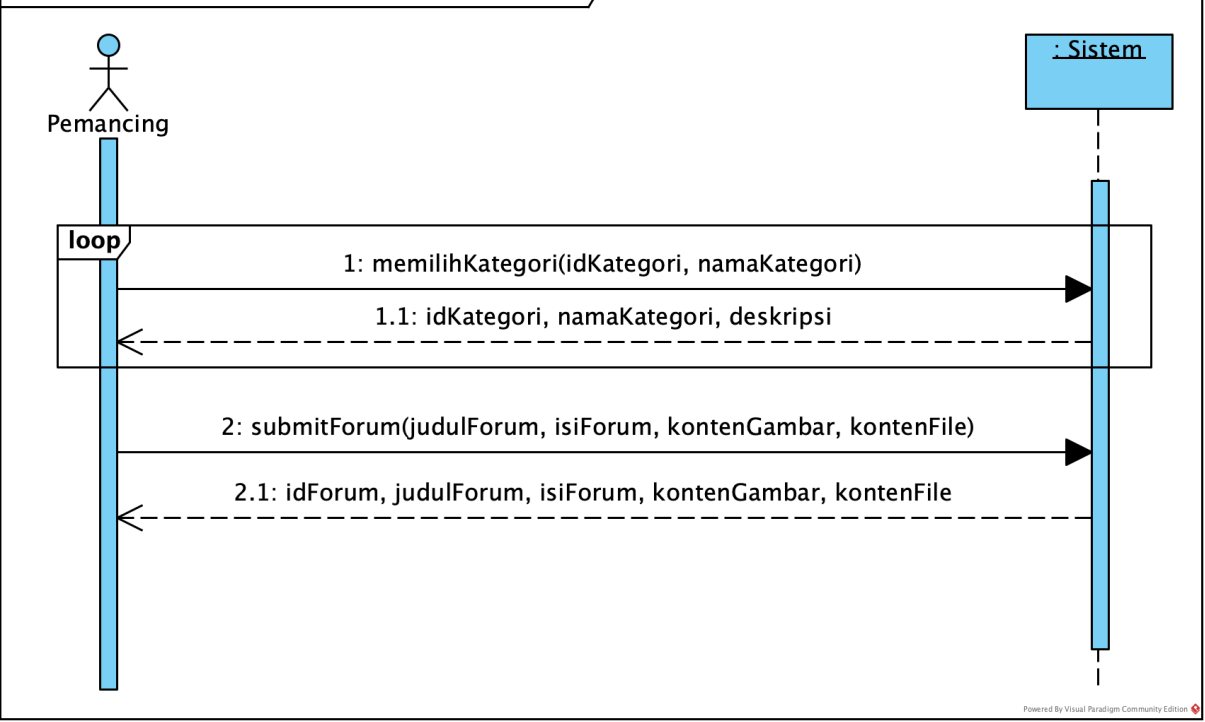 Pemancing
: Sistem
loop
1: memilihKategori(idKategori, namaKategori)
1.1: idKategori, namaKategori, deskripsi
2: submitForum(judulForum, isiForum, kontenGambar, kontenFile)
2.1: idForum, judulForum, isiForum, kontenGambar, kontenFile
Powered By Visual Paradigm Community Edition